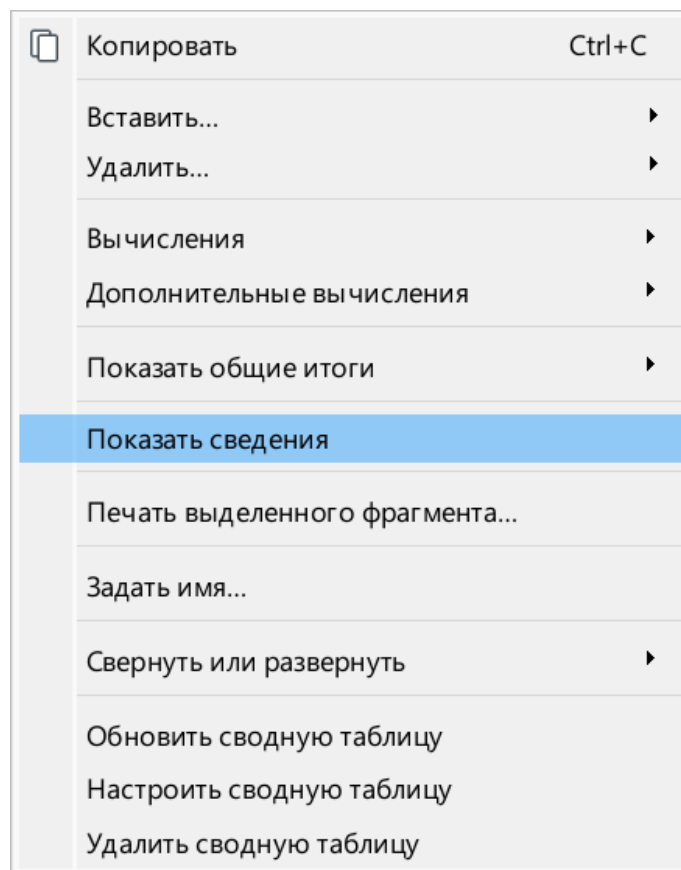 Копировать Ctrl+C
Вставить...
Удалить...
Вычисления
Дополнительные вычисления
Показать общие итоги
Показать сведения
Печать выделенного фрагмента...
Задать имя...
Свернуть или развернуть
Обновить сводную таблицу
Настроить сводную таблицу
Удалить сводную таблицу